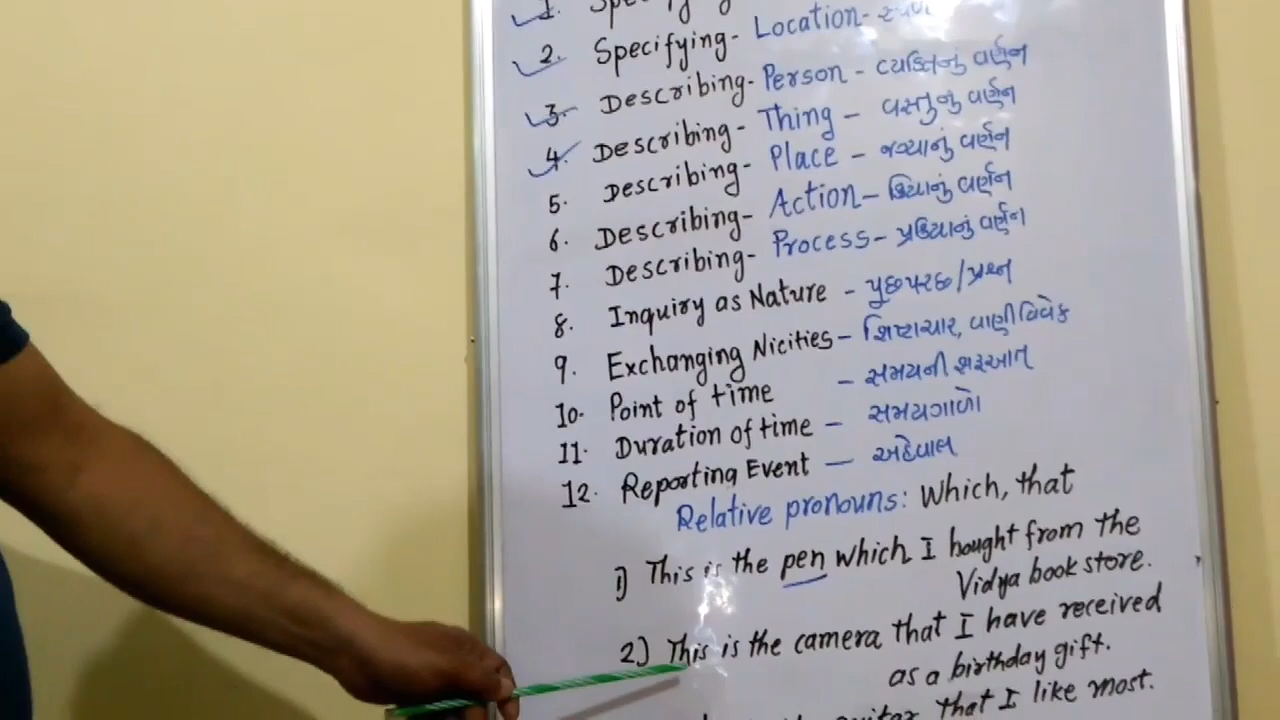 1.
2. Specifying- Location-
3. Describing- Person - વ્યક્તિનું વર્ણન
4. Describing- Thing - વસ્તુનું વર્ણન
5. Describing- Place - જગ્યાનું વર્ણન
6. Describing- Action- ક્રિયાનું વર્ણન
7. Describing- Process- પ્રક્રિયાનું વર્ણન
8. Inquiry as Nature - પુછપરછ/પ્રશ્ન
9. Exchanging Nicities- શિષ્ટાચાર, વાણીવિવેક
10. Point of time - સમયની શરૂઆત
11. Duration of time - સમયગાળો
12. Reporting Event - અહેવાલ
Relative pronouns: Which, that
1) This is the pen which I bought from the
Vidya book store.
2) This is the camera that I have received
as a birthday gift.
that I like most.